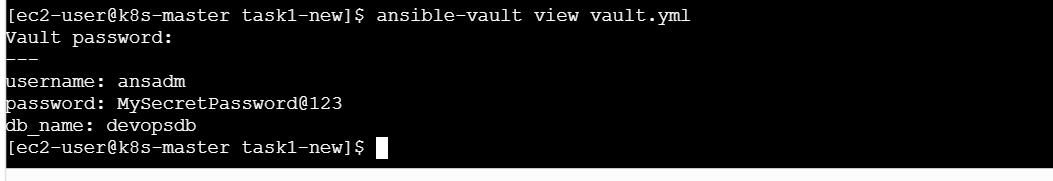 [ec2-user@k8s-master task1-new]$ ansible-vault view vault.yml
Vault password:
---
username: ansadm
password: MySecretPassword@123
db_name: devopsdb
[ec2-user@k8s-master task1-new]$